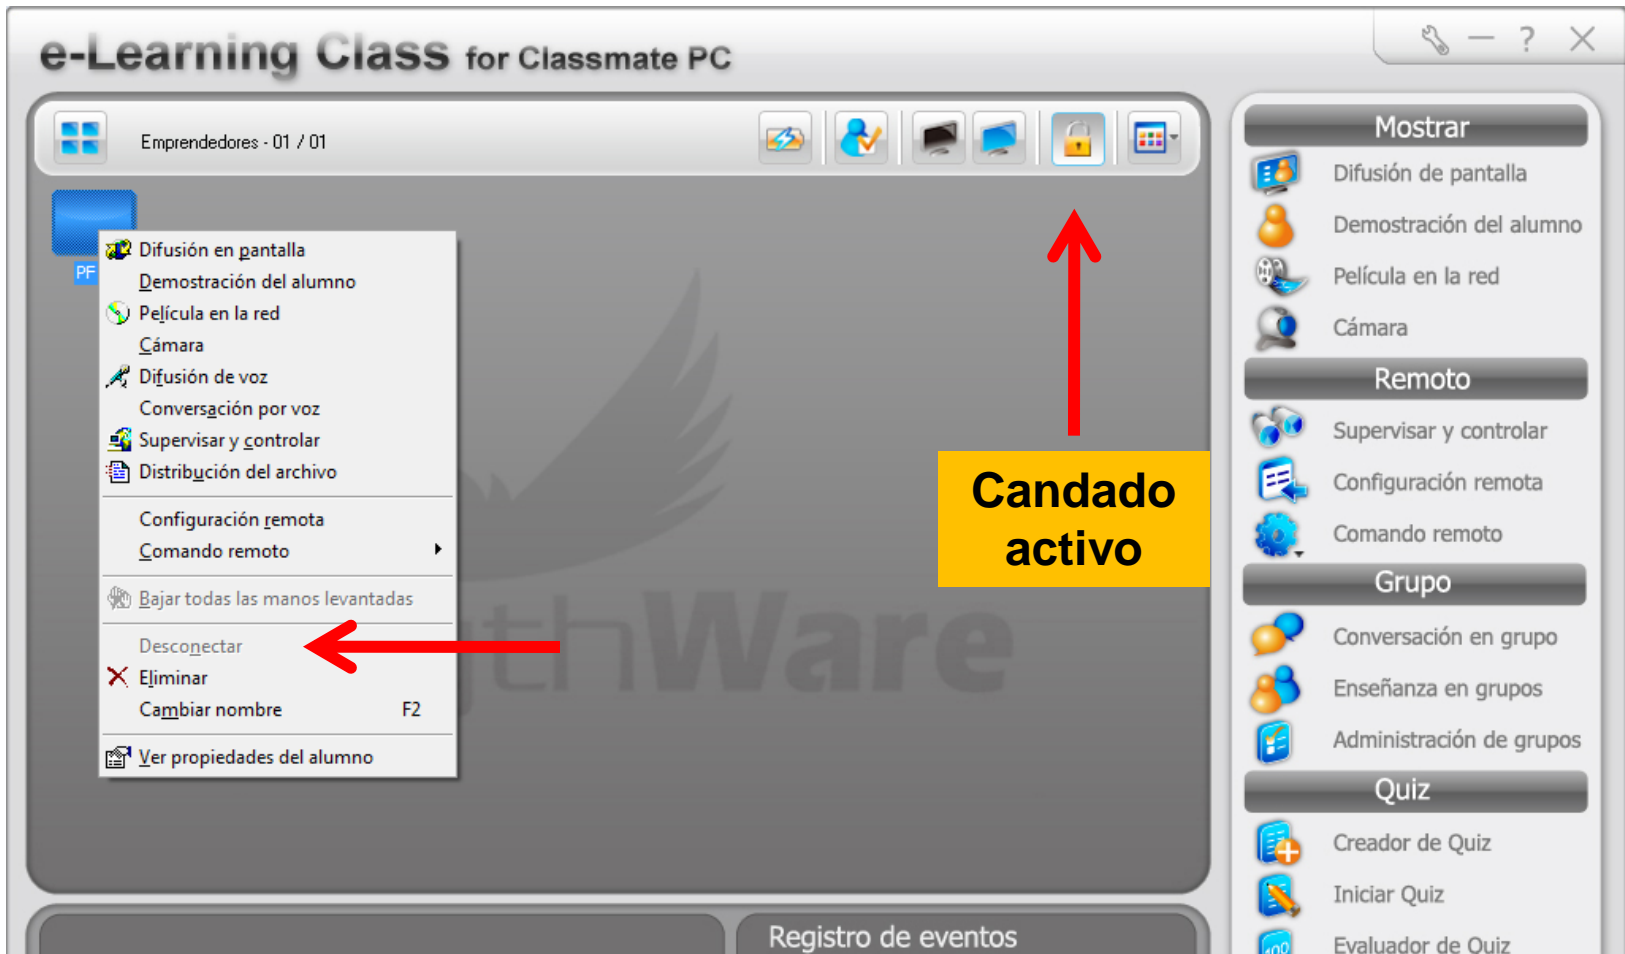 e-Learning Class for Classmate PC
?
Emprendedores - 01 / 01
PF
Difusión en pantalla
Demostración del alumno
Película en la red
Cámara
Difusión de voz
Conversación por voz
Supervisar y controlar
Distribución del archivo
Configuración remota
Comando remoto
Bajar todas las manos levantadas
Desconectar
Eliminar
Cambiar nombre F2
Ver propiedades del alumno
Candado
activo
Ware
Mostrar
Difusión de pantalla
Demostración del alumno
Película en la red
Cámara
Remoto
Supervisar y controlar
Configuración remota
Comando remoto
Grupo
Conversación en grupo
Enseñanza en grupos
Administración de grupos
Quiz
Creador de Quiz
Iniciar Quiz
100
Evaluador de Quiz
Registro de eventos